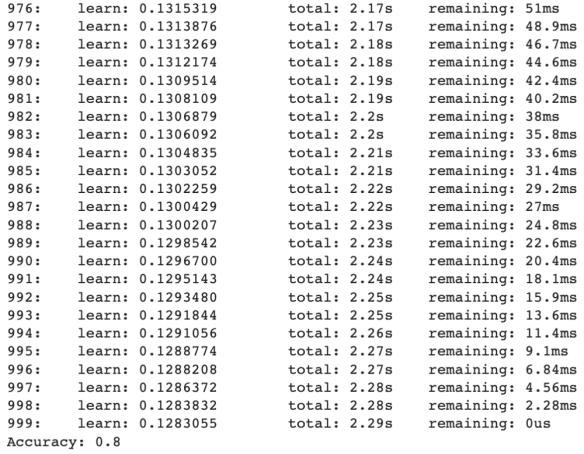 976: learn: 0.1315319 total: 2.17s remaining: 51ms
977: learn: 0.1313876 total: 2.17s remaining: 48.9ms
978: learn: 0.1313269 total: 2.18s remaining: 46.7ms
979: learn: 0.1312174 total: 2.18s remaining: 44.6ms
980: learn: 0.1309514 total: 2.19s remaining: 42.4ms
981: learn: 0.1308109 total: 2.19s remaining: 40.2ms
982: learn: 0.1306879 total: 2.2s remaining: 38ms
983: learn: 0.1306092 total: 2.2s remaining: 35.8ms
984: learn: 0.1304835 total: 2.21s remaining: 33.6ms
985: learn: 0.1303052 total: 2.21s remaining: 31.4ms
986: learn: 0.1302259 total: 2.22s remaining: 29.2ms
987: learn: 0.1300429 total: 2.22s remaining: 27ms
988: learn: 0.1300207 total: 2.23s remaining: 24.8ms
989: learn: 0.1298542 total: 2.23s remaining: 22.6ms
990: learn: 0.1296700 total: 2.24s remaining: 20.4ms
991: learn: 0.1295143 total: 2.24s remaining: 18.1ms
992: learn: 0.1293480 total: 2.25s remaining: 15.9ms
993: learn: 0.1291844 total: 2.25s remaining: 13.6ms
994: learn: 0.1291056 total: 2.26s remaining: 11.4ms
995: learn: 0.1288774 total: 2.27s remaining: 9.1ms
996: learn: 0.1288208 total: 2.27s remaining: 6.84ms
997: learn: 0.1286372 total: 2.28s remaining: 4.56ms
998: learn: 0.1283832 total: 2.28s remaining: 2.28ms
999: learn: 0.1283055 total: 2.29s remaining: 0us
Accuracy: 0.8